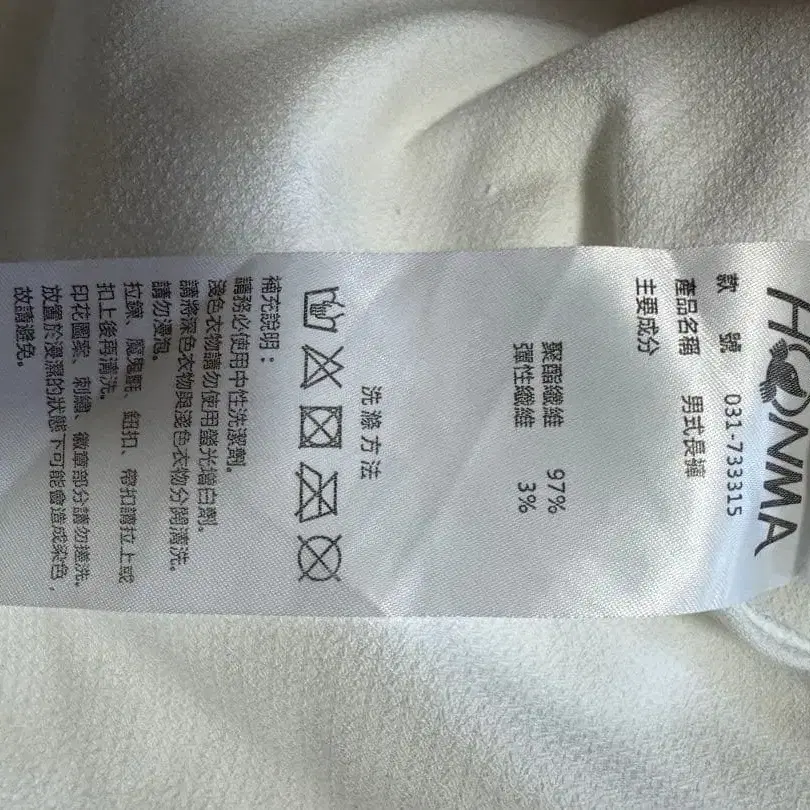 HONMA
款 號 031-733315
產品名稱 男式長褲
主要成分
聚酯纖維 97%
彈性纖維 3%
洗滌方法
補充說明：
請務必使用中性洗潔劑。
淺色衣物請勿使用螢光增白劑。
請將深色衣物與淺色衣物分開清洗。
請勿浸泡。
拉鍊、魔鬼氈、鈕扣、帶扣請拉上或
扣上後再清洗。
印花圖案、刺繡、徽章部分請勿搓洗。
放置於浸濕的狀態下可能會造成染色，
故請避免。